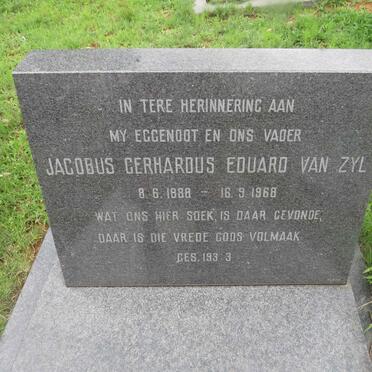 IN TERE HERINNERING AAN
MY EGGENOOT EN ONS VADER
JACOBUS GERHARDUS EDUARD VAN ZYL
8.6.1888 - 16.9.1968
WAT ONS HIER SOEK, IS DAAR GEVONDE,
DAAR IS DIE VREDE GODS VOLMAAK
GES. 193 3